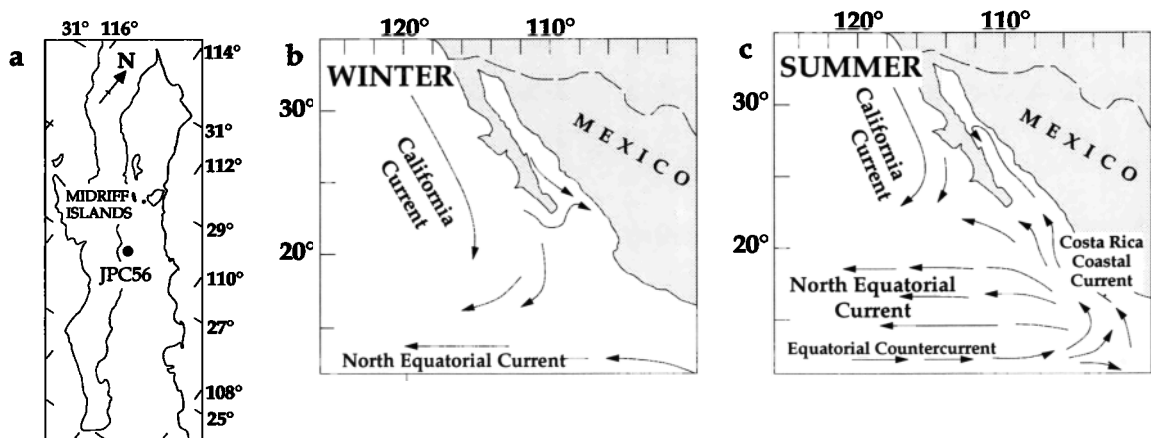 a
31° 116°
N
114°
31°
112°
MIDRIFF
ISLANDS
29°
JPC56
110°
27°
108°
25°
b
120° 110°
WINTER
30°
MEXICO
California
Current
20°
North Equatorial Current
c
120° 110°
SUMMER
30°
MEXICO
California
Current
20°
Costa Rica
Coastal
Current
North Equatorial
Current
Equatorial Countercurrent